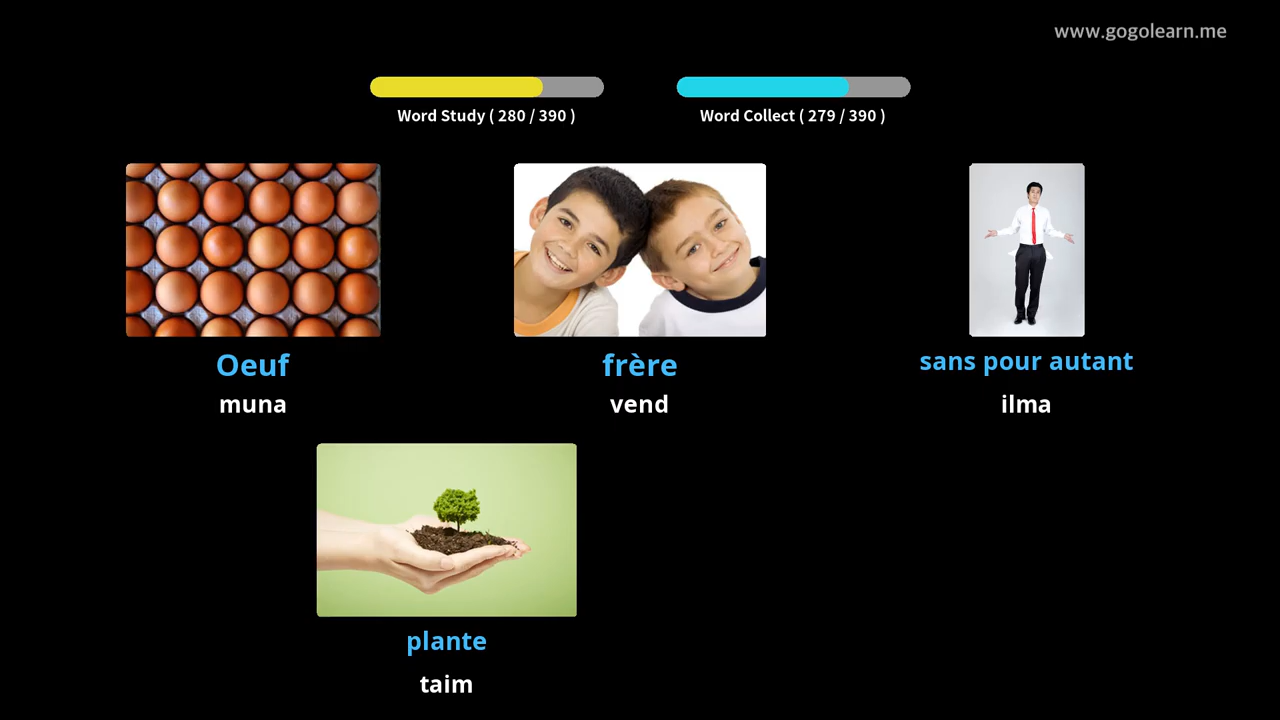 www.gogolearn.me
Word Study ( 280 / 390 )
Word Collect ( 279 / 390 )
Oeuf
muna
frère
vend
sans pour autant
ilma
plante
taim